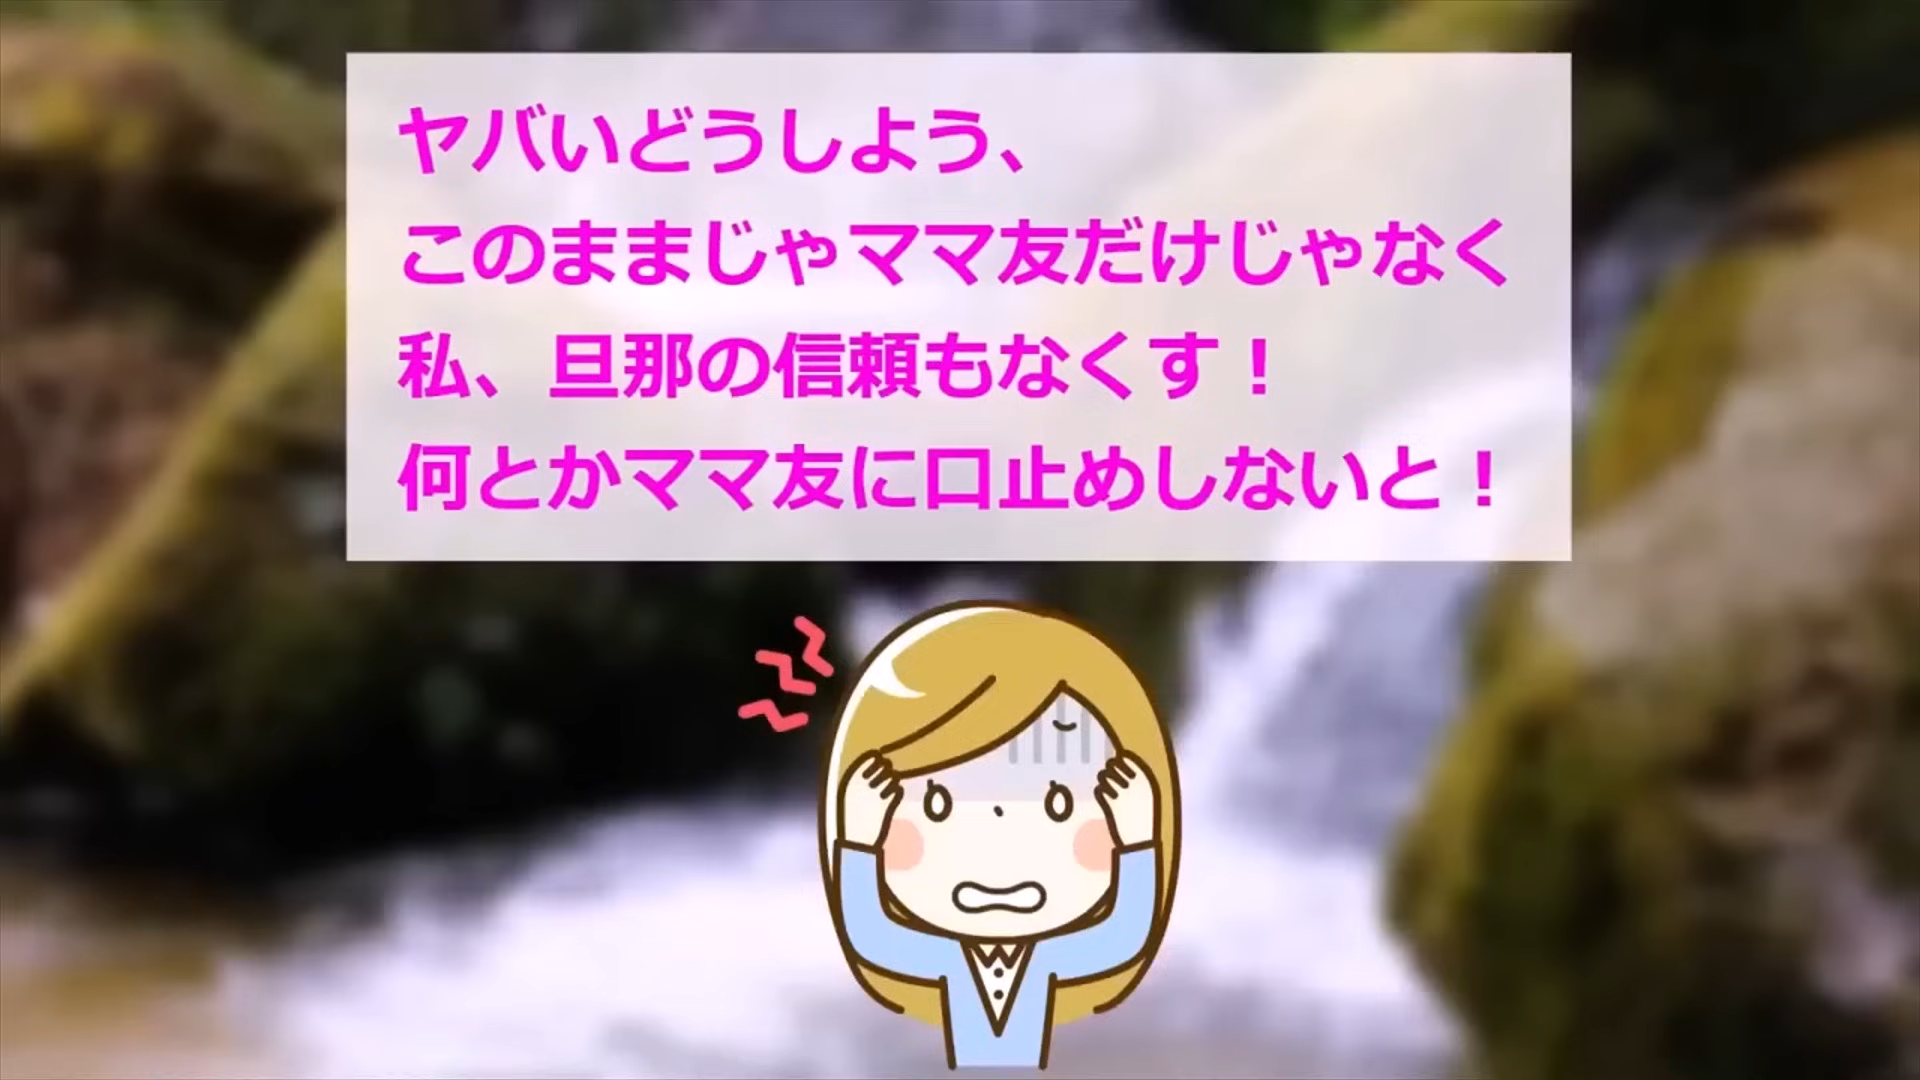 ヤバいどうしよう、
このままじゃママ友だけじゃなく
私、旦那の信頼もなくす！
何とかママ友に口止めしないと！